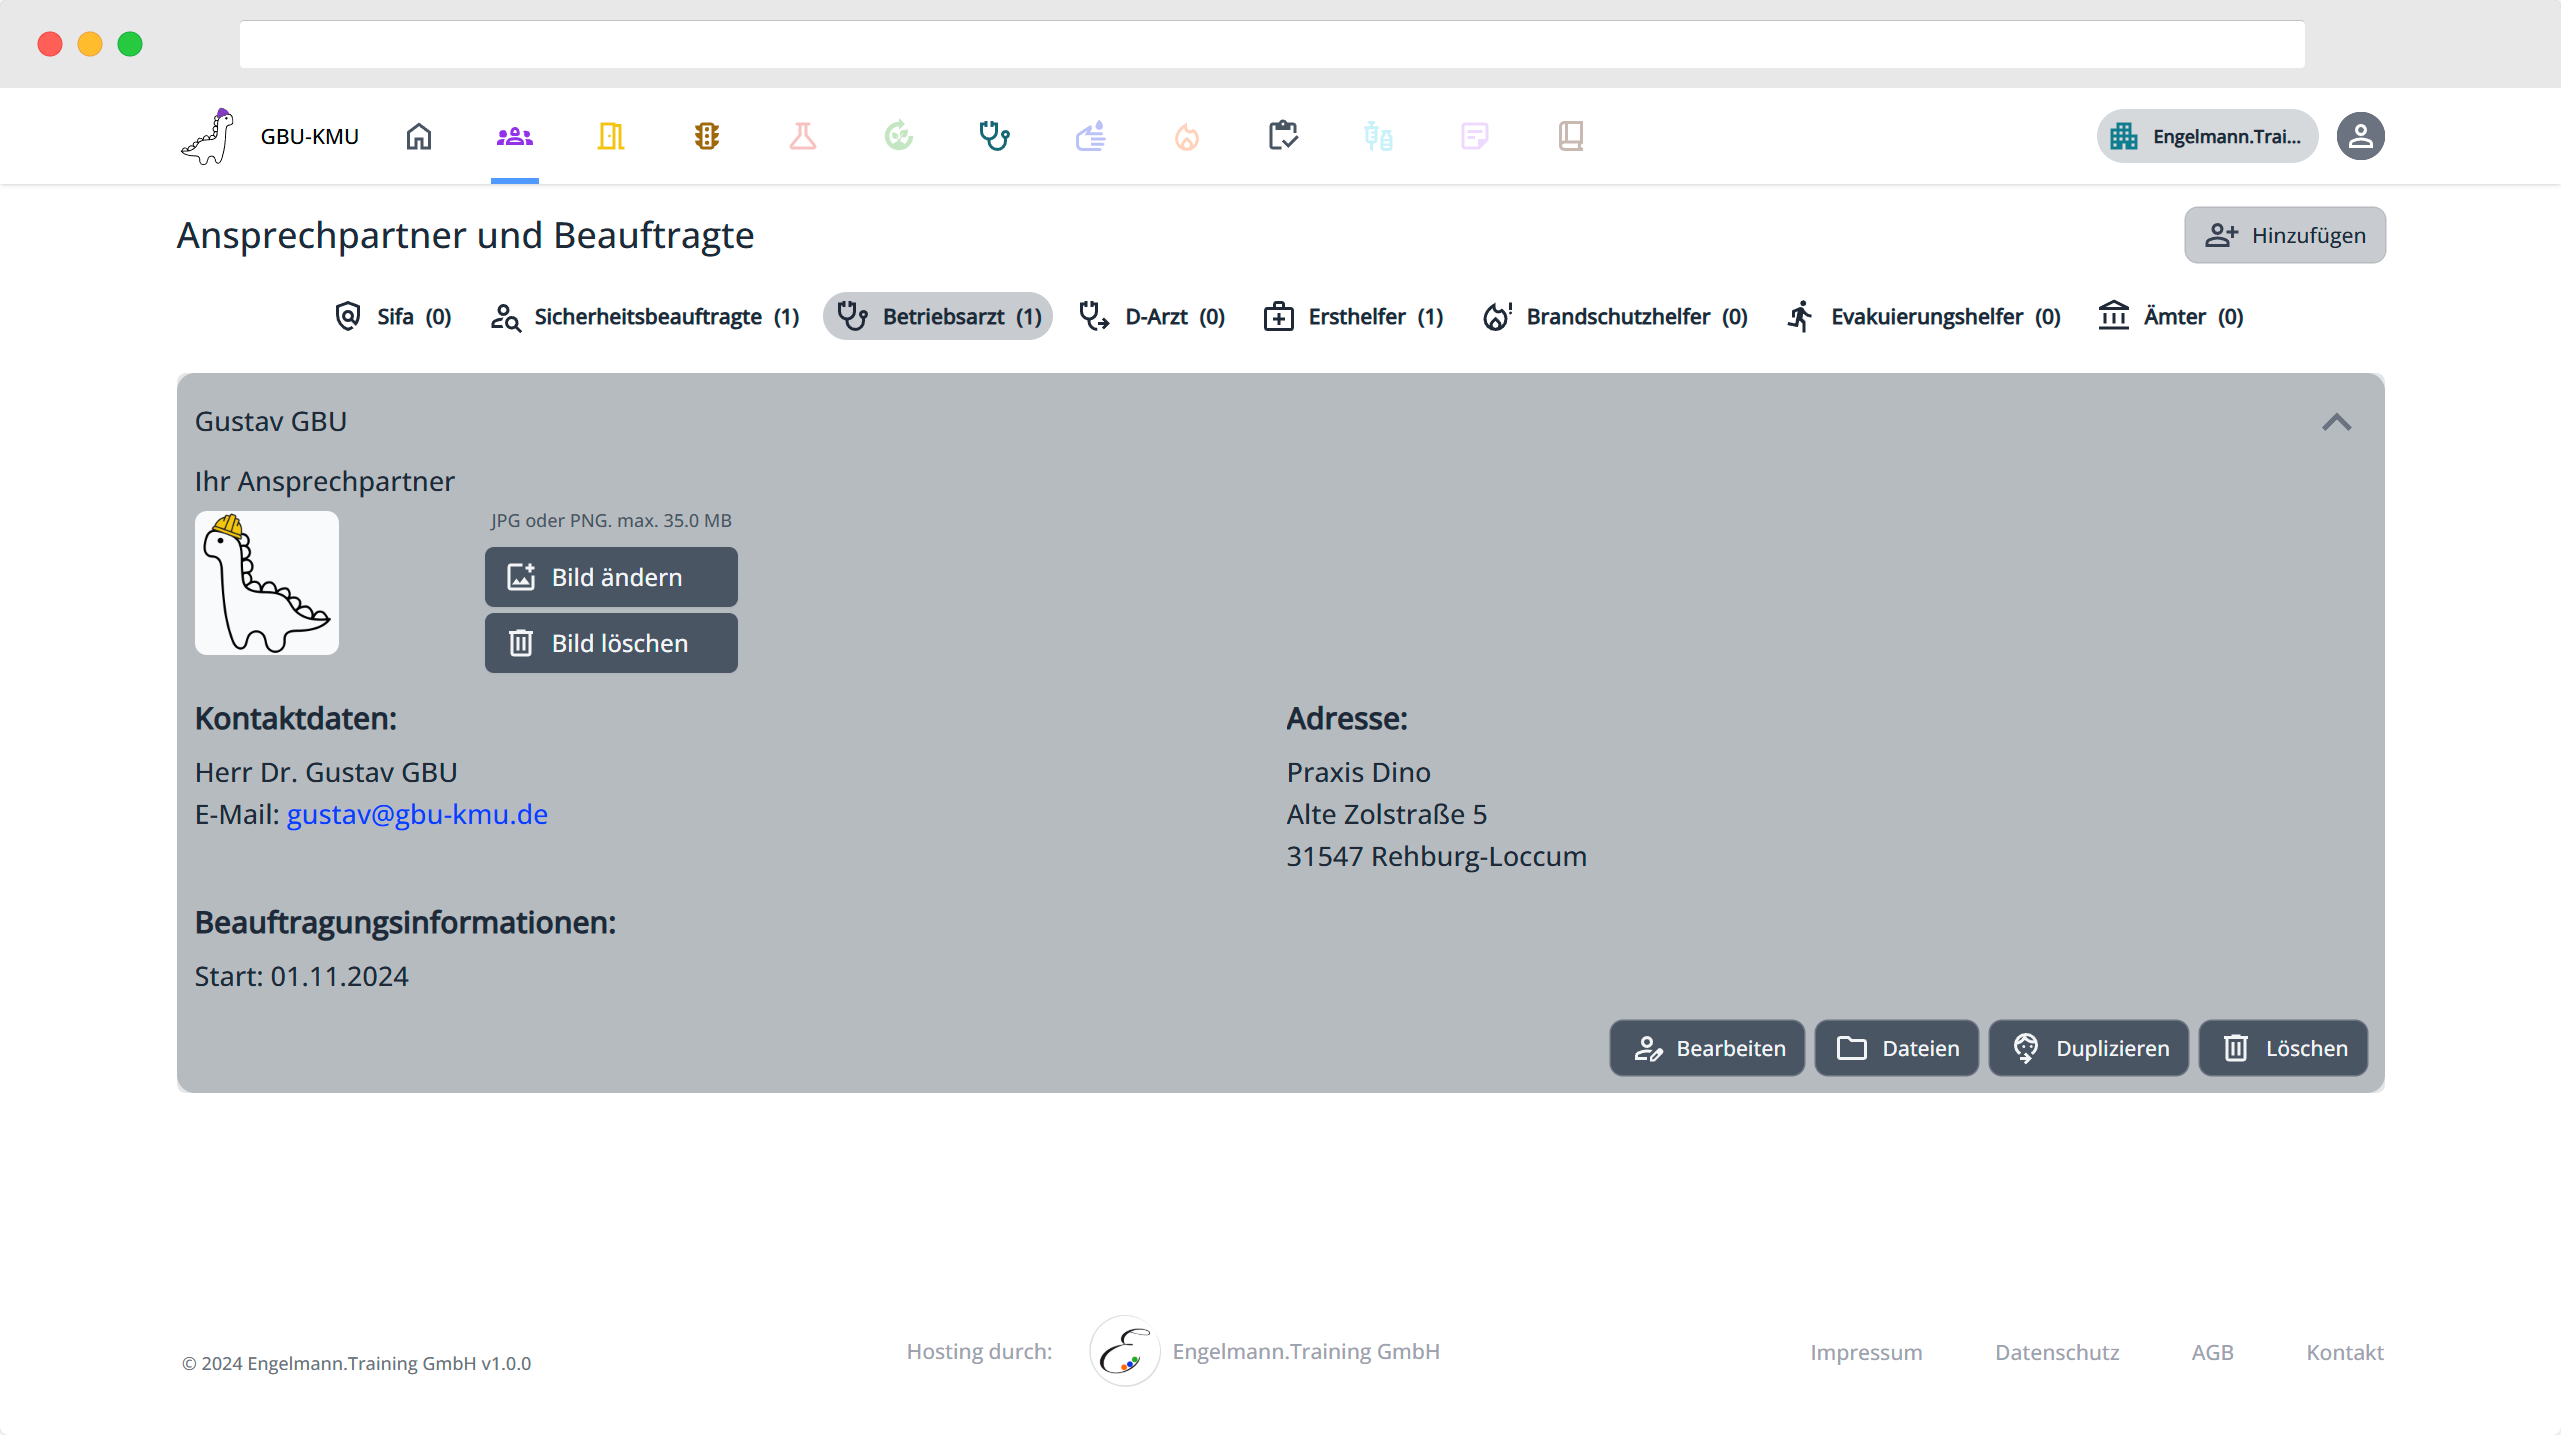 GBU-KMU
Engelmann.Trai...
Ansprechpartner und Beauftragte
Hinzufügen
Sifa (0)
Sicherheitsbeauftragte (1)
Betriebsarzt (1)
D-Arzt (0)
Ersthelfer (1)
Brandschutzhelfer (0)
Evakuierungshelfer (0)
Ämter (0)
Gustav GBU
Ihr Ansprechpartner
JPG oder PNG. max. 35.0 MB
Bild ändern
Bild löschen
Kontaktdaten:
Herr Dr. Gustav GBU
E-Mail: gustav@gbu-kmu.de
Adresse:
Praxis Dino
Alte Zolstraße 5
31547 Rehburg-Loccum
Beauftragungsinformationen:
Start: 01.11.2024
Bearbeiten
Dateien
Duplizieren
Löschen
© 2024 Engelmann.Training GmbH v1.0.0
Hosting durch:
Engelmann.Training GmbH
Impressum
Datenschutz
AGB
Kontakt